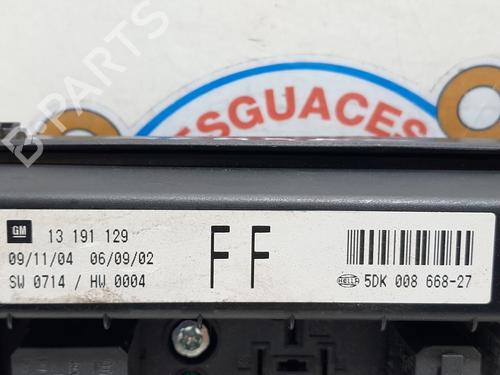 B-Parts
ESGUACES
GM 13 191 129
09/11/04 06/09/02
SW 0714 / HW 0004
FF
HELLA 5DK 008 668-27